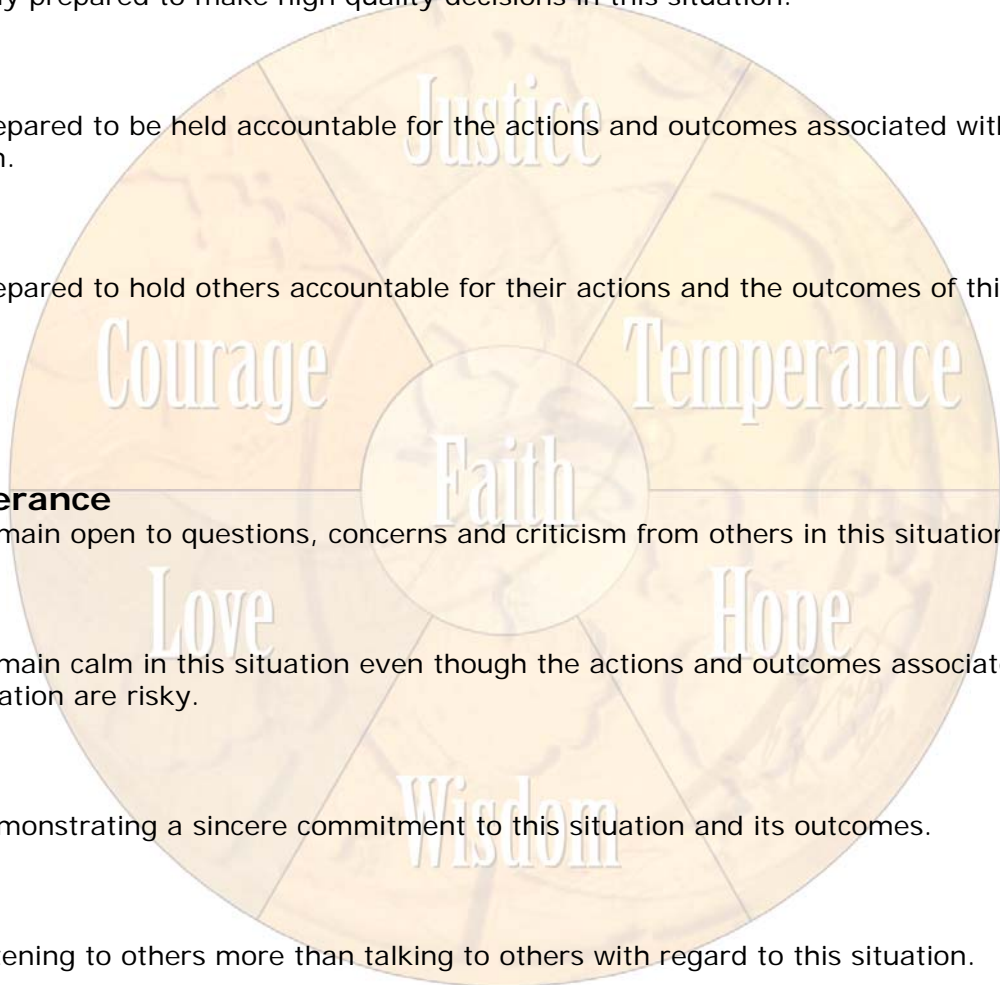 prepared to make high quality decisions in this situation.
Justice
epared to be held accountable for the actions and outcomes associated with
n.
epared to hold others accountable for their actions and the outcomes of thi
Courage
Temperance
Faith
erance
main open to questions, concerns and criticism from others in this situation
Love
Hope
main calm in this situation even though the actions and outcomes associate
ation are risky.
Wisdom
monstrating a sincere commitment to this situation and its outcomes.
tening to others more than talking to others with regard to this situation.